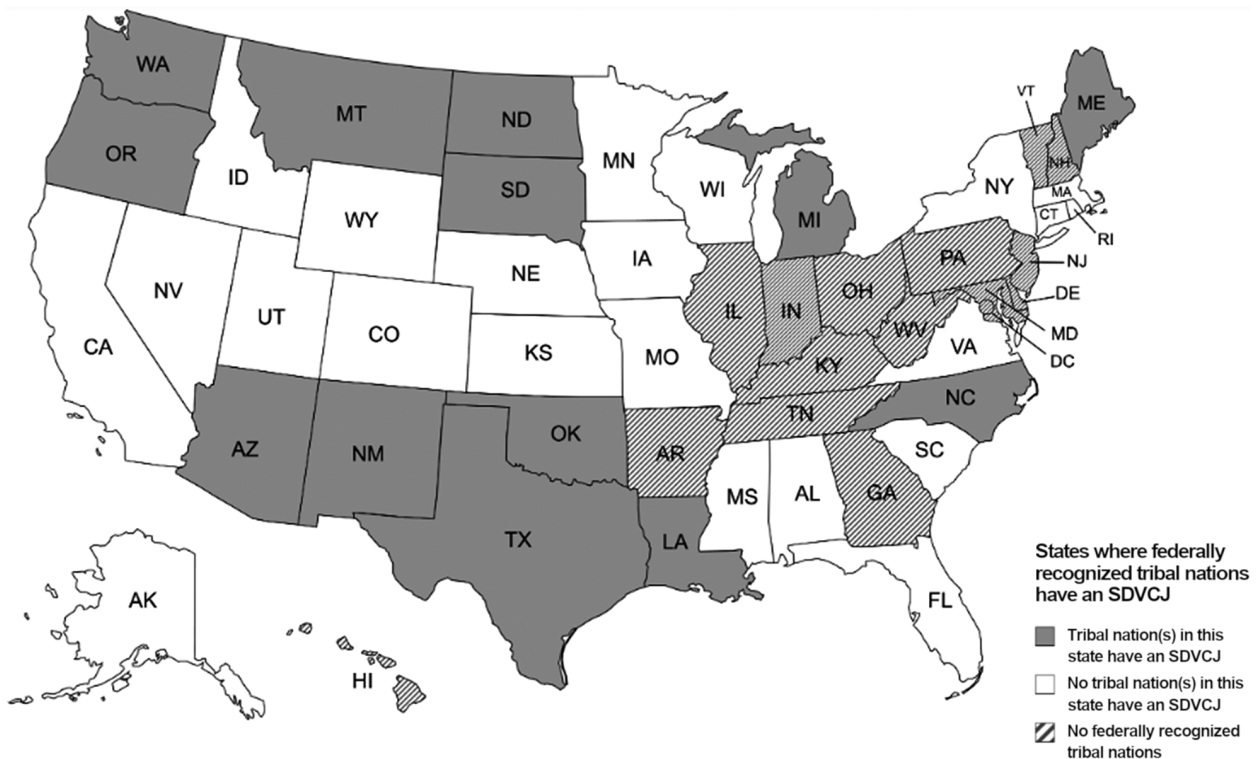 WA
MT
ND
MN
VT
ME
OR
ID
SD
WI
NH
NY
MA
WY
MI
CT
RI
NV
UT
NE
IA
PA
NJ
CO
IL
IN
OH
DE
CA
KS
MO
WV
MD
VA
DC
KY
AZ
NM
OK
TN
NC
AR
SC
MS
AL
GA
TX
LA
FL
AK
HI
States where federally
recognized tribal nations
have an SDVCJ
Tribal nation(s) in this
state have an SDVCJ
No tribal nation(s) in this
state have an SDVCJ
No federally recognized
tribal nations